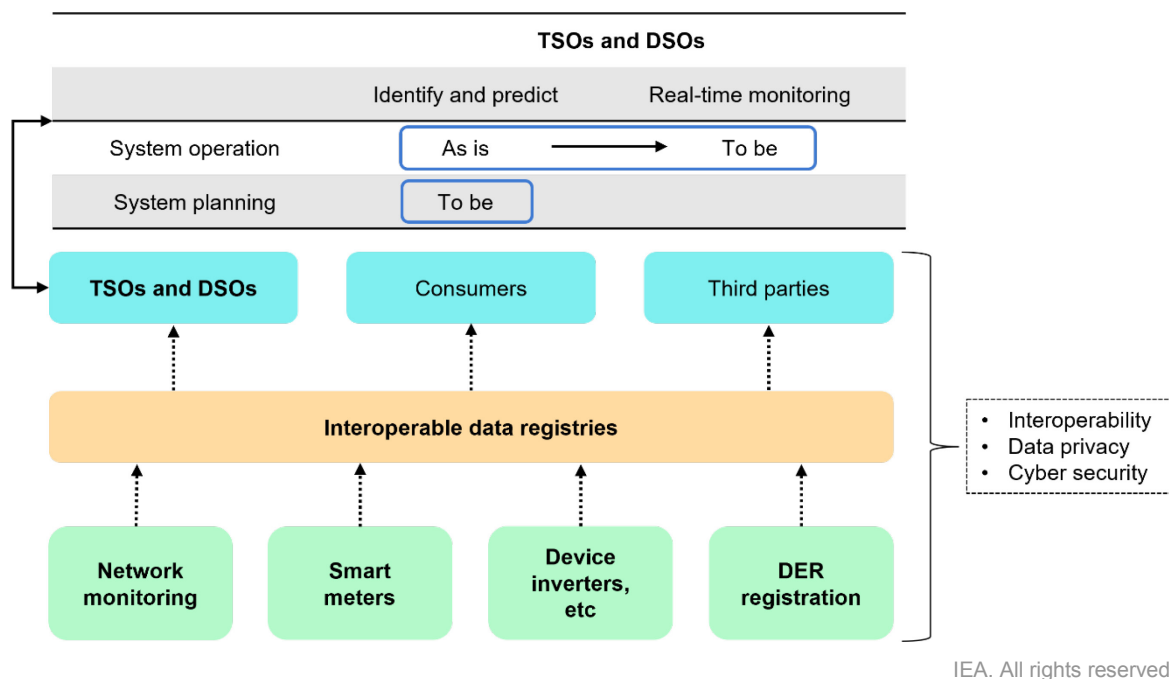 TSOs and DSOs
Identify and predict Real-time monitoring
System operation As is To be
System planning To be
TSOs and DSOs Consumers Third parties
Interoperable data registries
• Interoperability
• Data privacy
• Cyber security
Network
monitoring
Smart
meters
Device
inverters,
etc
DER
registration
IEA. All rights reserved